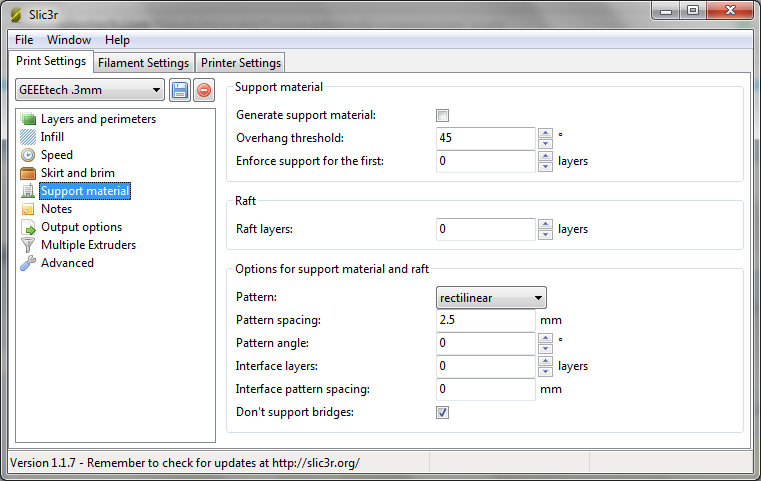 Slic3r
File Window Help
Print Settings Filament Settings Printer Settings
GEEEtech .3mm
Layers and perimeters
Infill
Speed
Skirt and brim
Support material
Notes
Output options
Multiple Extruders
Advanced
Support material
Generate support material:
Overhang threshold: 45 °
Enforce support for the first: 0 layers
Raft
Raft layers: 0 layers
Options for support material and raft
Pattern: rectilinear
Pattern spacing: 2.5 mm
Pattern angle: 0 °
Interface layers: 0 layers
Interface pattern spacing: 0 mm
Don't support bridges:
Version 1.1.7 - Remember to check for updates at http://slic3r.org/